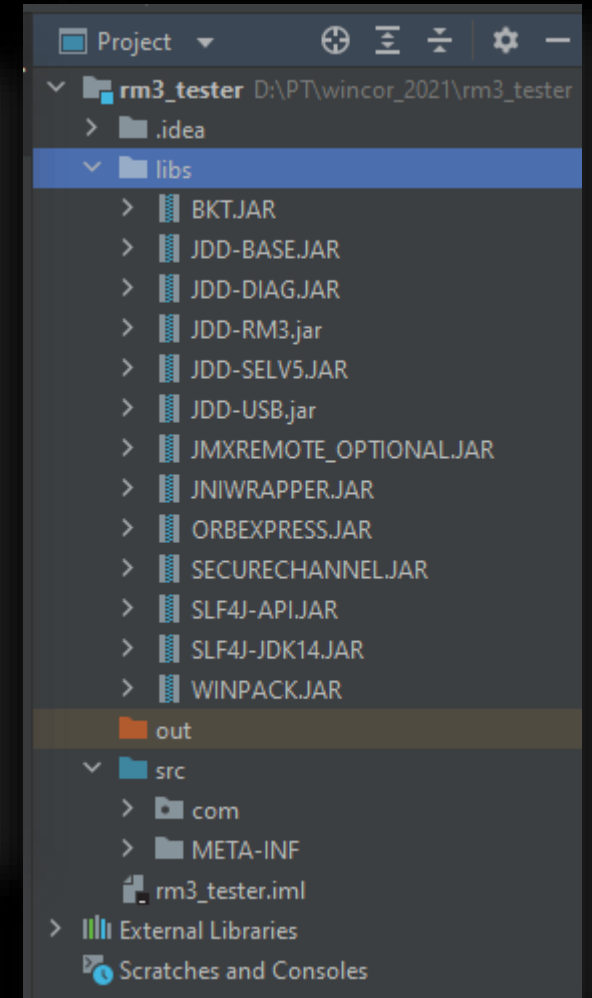 Project
rm3_tester D:\PT\wincor_2021\rm3_tester
.idea
libs
BKT.JAR
JDD-BASE.JAR
JDD-DIAG.JAR
JDD-RM3.jar
JDD-SELV5.JAR
JDD-USB.jar
JMXREMOTE_OPTIONAL.JAR
JNIWRAPPER.JAR
ORBEXPRESS.JAR
SECURECHANNEL.JAR
SLF4J-API.JAR
SLF4J-JDK14.JAR
WINPACK.JAR
out
src
com
META-INF
rm3_tester.iml
External Libraries
Scratches and Consoles